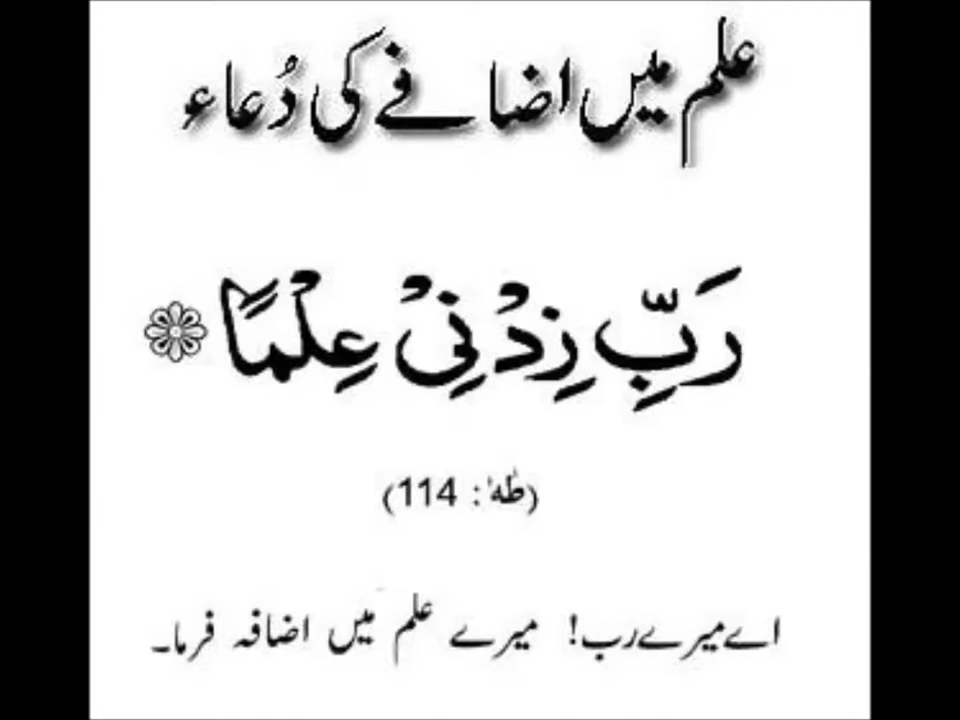 علم میں اضافے کی دُعاء
رَبِّ زِدْنِیْ عِلْمًا
(طٰهٰ: 114)
اے میرے رب! میرے علم میں اضافہ فرما۔